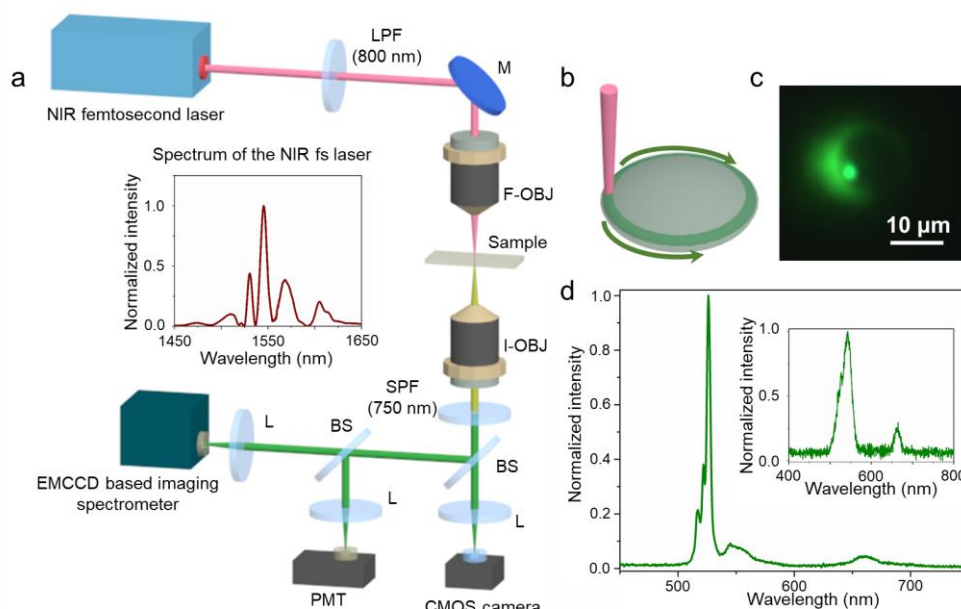 a
LPF
(800 nm)
M
NIR femtosecond laser
Spectrum of the NIR fs laser
Normalized intensity
1.0
0.5
0.0
1450
1550
1650
Wavelength (nm)
F-OBJ
Sample
I-OBJ
SPF
(750 nm)
BS
L
BS
L
L
EMCCD based imaging
spectrometer
PMT
CMOS camera
b
c
10 µm
d
Normalized intensity
1.0
0.8
0.6
0.4
0.2
0.0
500
600
700
Wavelength (nm)
Normalized intensity
1.0
0.5
0.0
400
600
800
Wavelength (nm)